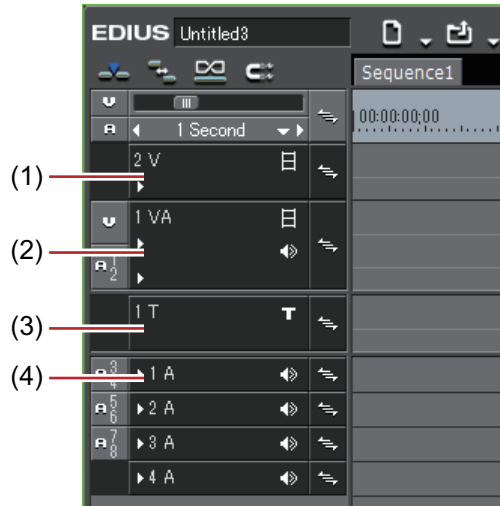 EDIUS Untitled3
Sequence1
V
A 1 Second
00:00:00;00
(1) 2 V
V 1 VA
(2)
A 1 2
1 T T
(3)
(4) A 3 4 1 A
A 5 6 2 A
A 7 8 3 A
4 A